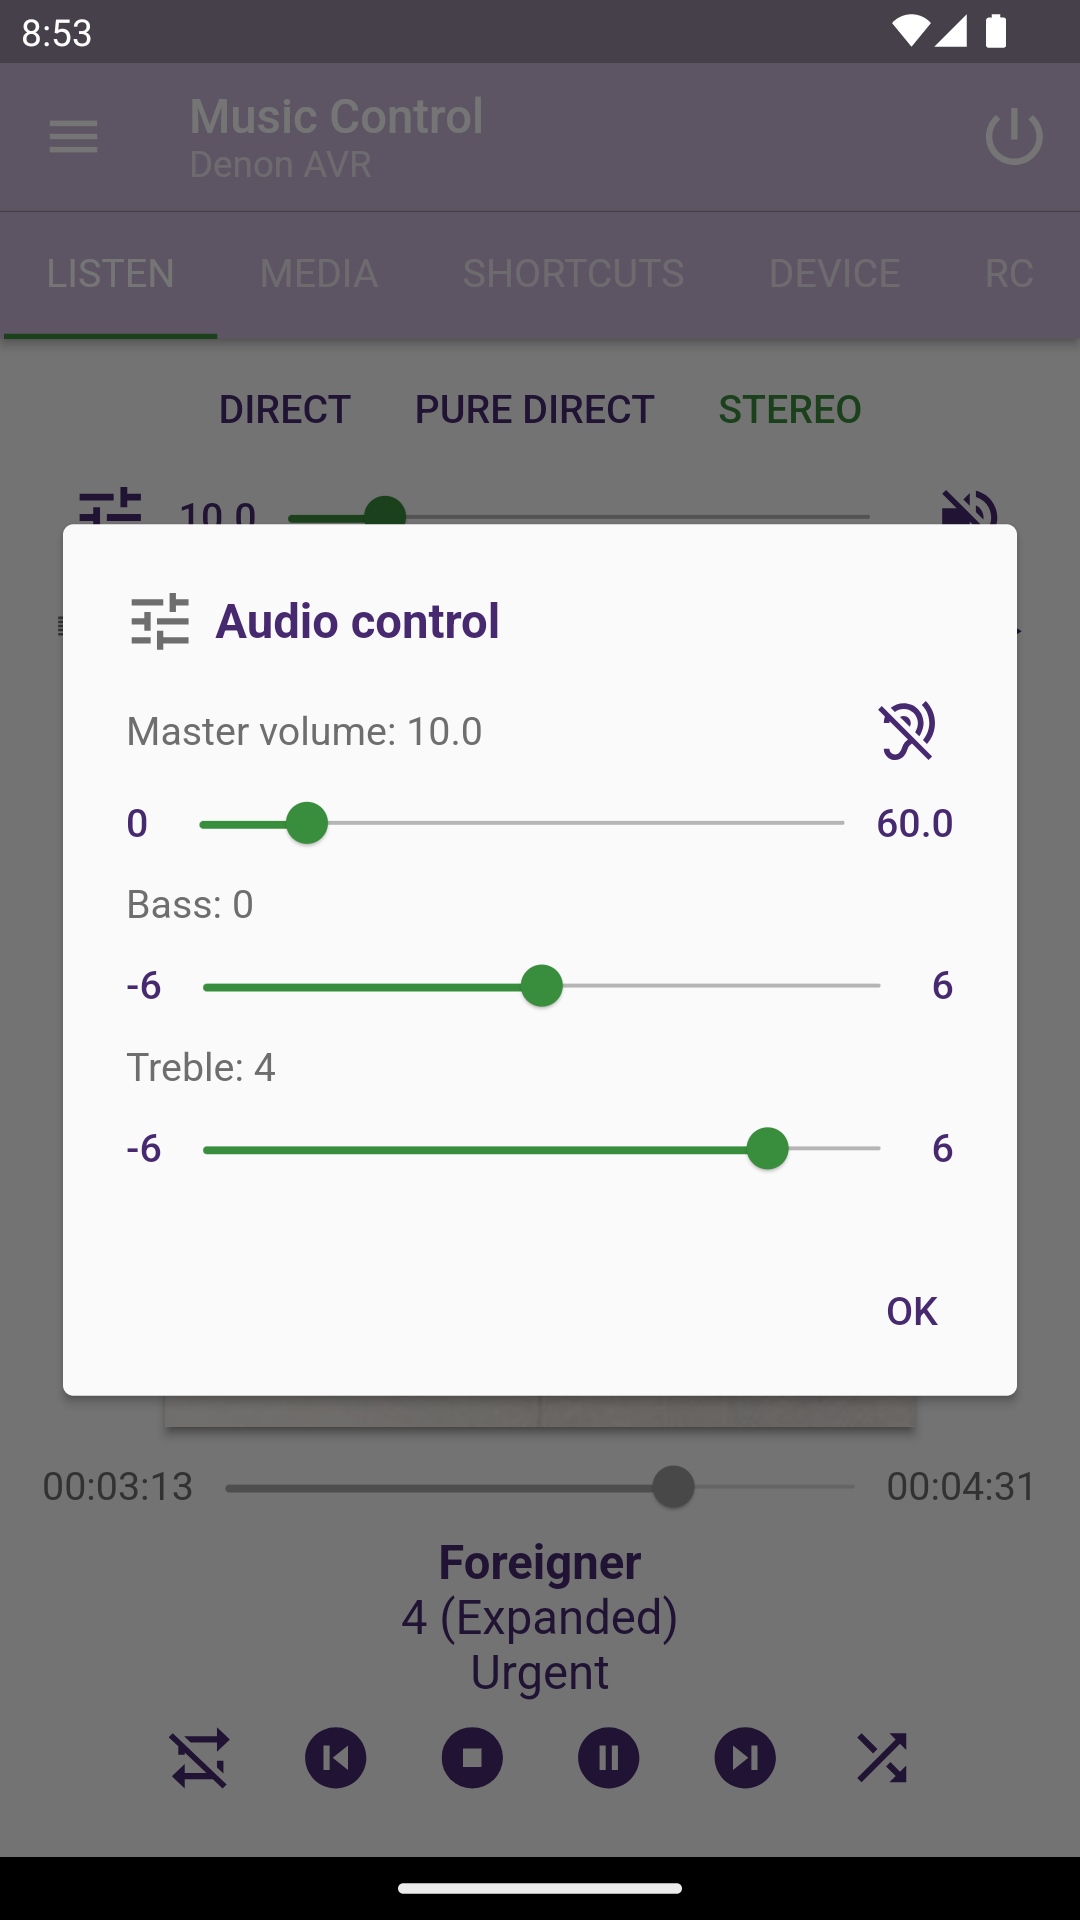 8:53
Music Control
Denon AVR
LISTEN MEDIA SHORTCUTS DEVICE RC
DIRECT PURE DIRECT STEREO
10.0
Audio control
Master volume: 10.0
0 60.0
Bass: 0
-6 6
Treble: 4
-6 6
OK
00:03:13 00:04:31
Foreigner
4 (Expanded)
Urgent